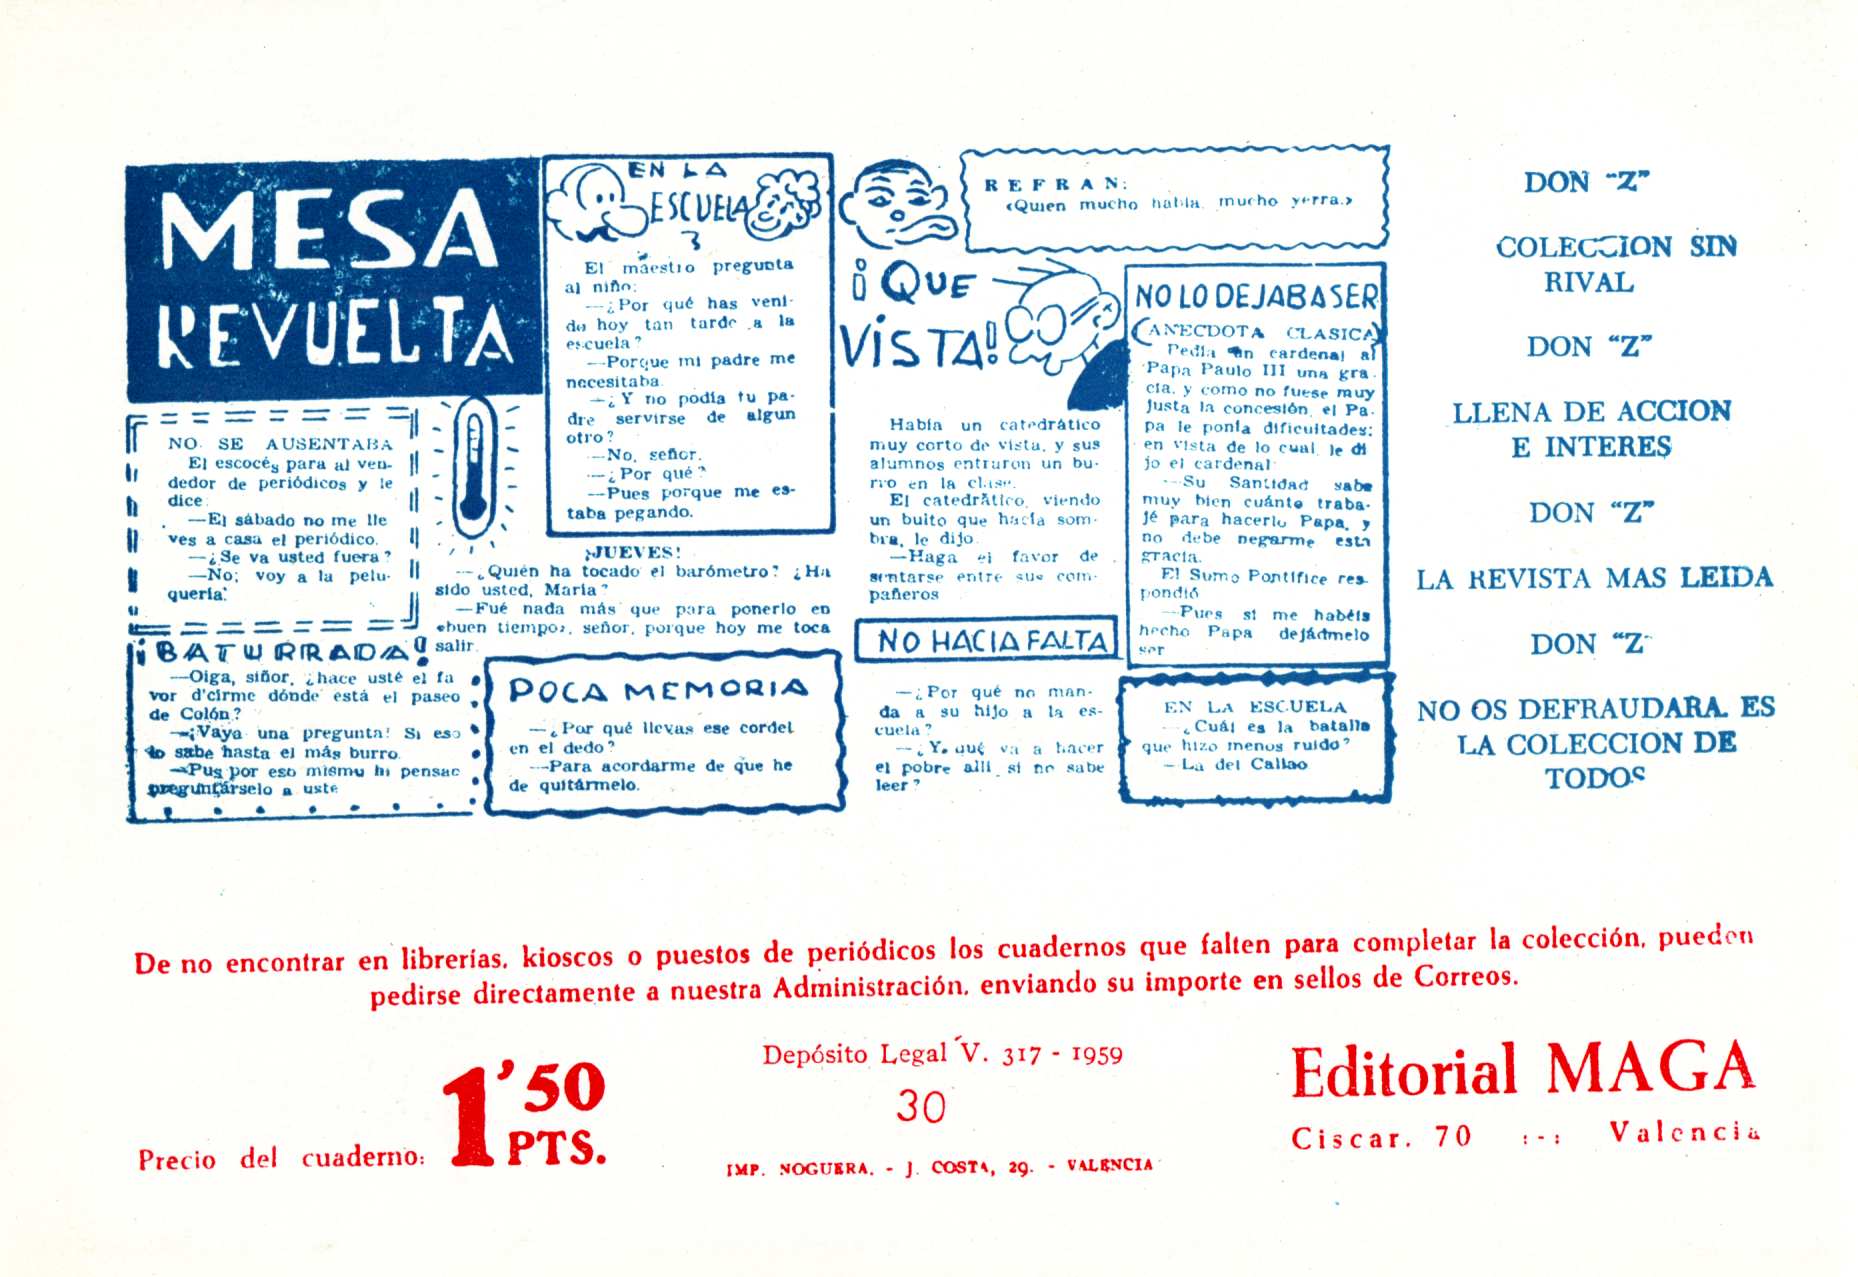 MESA
REVUELTA
NO SE AUSENTABA
El escocés para al ven-
dedor de periódicos y le
dice.
—El sábado no me lle
ves a casa el periódico.
—¿Se va usted fuera?
—No; voy a la pelu-
quería.
¡BATURRADA!
—Oiga, siñor, ¿hace usté el fa
vor d'cirme dónde está el paseo
de Colón?
—¡Vaya una pregunta! Si eso
lo sabe hasta el más burro.
—Pus por eso mismu hi pensao
preguntárselo a uste
EN LA
ESCUELA
El maestro pregunta
al niño:
—¿Por qué has veni-
do hoy tan tarde a la
escuela?
—Porque mi padre me
necesitaba.
—¿Y no podía tu pa-
dre servirse de algun
otro?
—No, señor.
—¿Por qué?
—Pues porque me es-
taba pegando.
¡JUEVES!
—¿Quién ha tocado el barómetro? ¿Ha
sido usted, María?
—Fué nada más que para ponerlo en
«buen tiempo», señor, porque hoy me toca
salir.
POCA MEMORIA
—¿Por qué llevas ese cordel
en el dedo?
—Para acordarme de que he
de quitármelo.
REFRAN:
«Quien mucho habla, mucho yerra.»
¡QUE
VISTA!
Había un catedrático
muy corto de vista, y sus
alumnos entraron un bu-
rro en la clase.
El catedrático, viendo
un bulto que hacía som-
bra, le dijo.
—Haga el favor de
sentarse entre sus com-
pañeros
NO HACIA FALTA
—¿Por qué no man-
da a su hijo a la es-
cuela?
—¿Y qué va a hacer
el pobre allí si no sabe
leer?
NO LO DEJABA SER
(ANECDOTA CLASICA)
Pedía un cardenal al
Papa Paulo III una gra-
cia, y como no fuese muy
justa la concesión, el Pa-
pa le ponía dificultades;
en vista de lo cual, le di
jo el cardenal:
—Su Santidad sabe
muy bien cuánto traba-
jé para hacerlo Papa, y
no debe negarme esta
gracia.
El Sumo Pontífice res-
pondió
—Pues si me habéis
hecho Papa dejádmelo
ser
EN LA ESCUELA
—¿Cuál es la batalla
que hizo menos ruido?
— La del Callao
DON "Z"
COLECCION SIN
RIVAL
DON "Z"
LLENA DE ACCION
E INTERES
DON "Z"
LA REVISTA MAS LEIDA
DON "Z"
NO OS DEFRAUDARA. ES
LA COLECCION DE
TODOS
De no encontrar en librerías, kioscos o puestos de periódicos los cuadernos que falten para completar la colección, pueden
pedirse directamente a nuestra Administración, enviando su importe en sellos de Correos.
Precio del cuaderno: 1'50 PTS.
Depósito Legal V. 317 - 1959
30
IMP. NOGUERA. - J. COSTA, 29. - VALENCIA
Editorial MAGA
Ciscar, 70 :-: Valencia